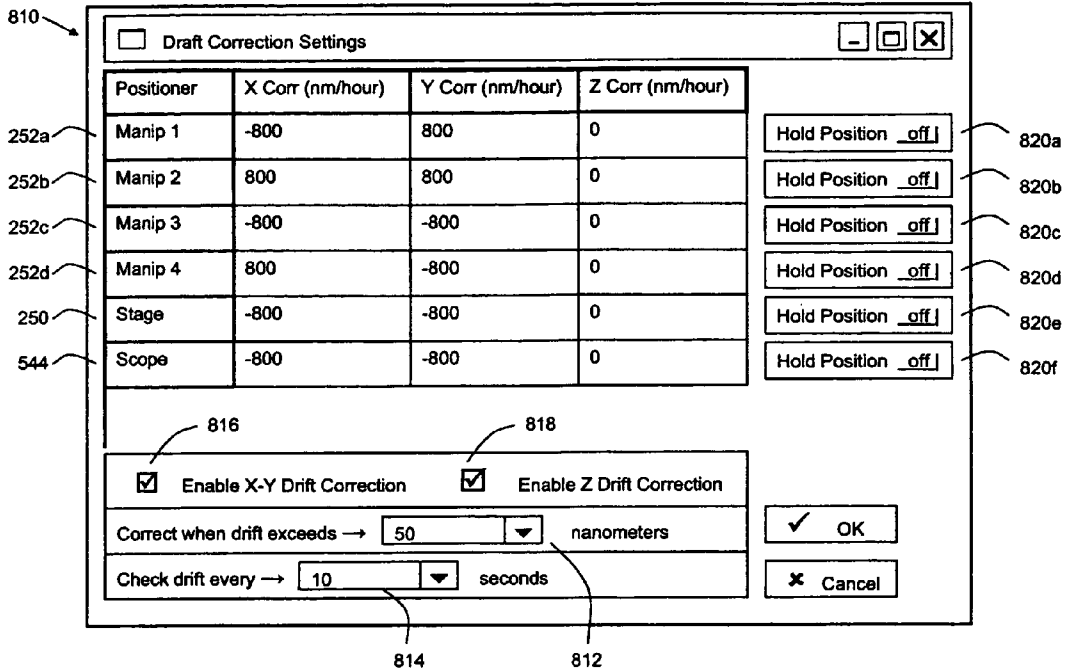 810
Draft Correction Settings
Positioner X Corr (nm/hour) Y Corr (nm/hour) Z Corr (nm/hour)
252a Manip 1 -800 800 0 Hold Position off 820a
252b Manip 2 800 800 0 Hold Position off 820b
252c Manip 3 -800 -800 0 Hold Position off 820c
252d Manip 4 800 -800 0 Hold Position off 820d
250 Stage -800 -800 0 Hold Position off 820e
544 Scope -800 -800 0 Hold Position off 820f
816 818
Enable X-Y Drift Correction Enable Z Drift Correction
Correct when drift exceeds → 50 nanometers OK
Check drift every → 10 seconds Cancel
814 812